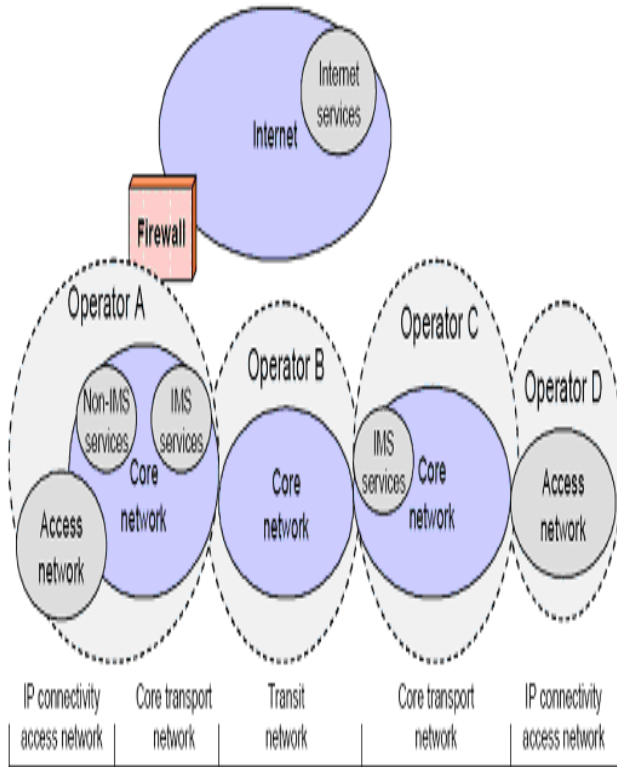 Internet
services
Internet
Firewall
Operator A
Non-IMS
services
IMS
services
Core
network
Access
network
Operator B
Core
network
Operator C
IMS
services
Core
network
Operator D
Access
network
IP connectivity
access network
Core transport
network
Transit
network
Core transport
network
IP connectivity
access network